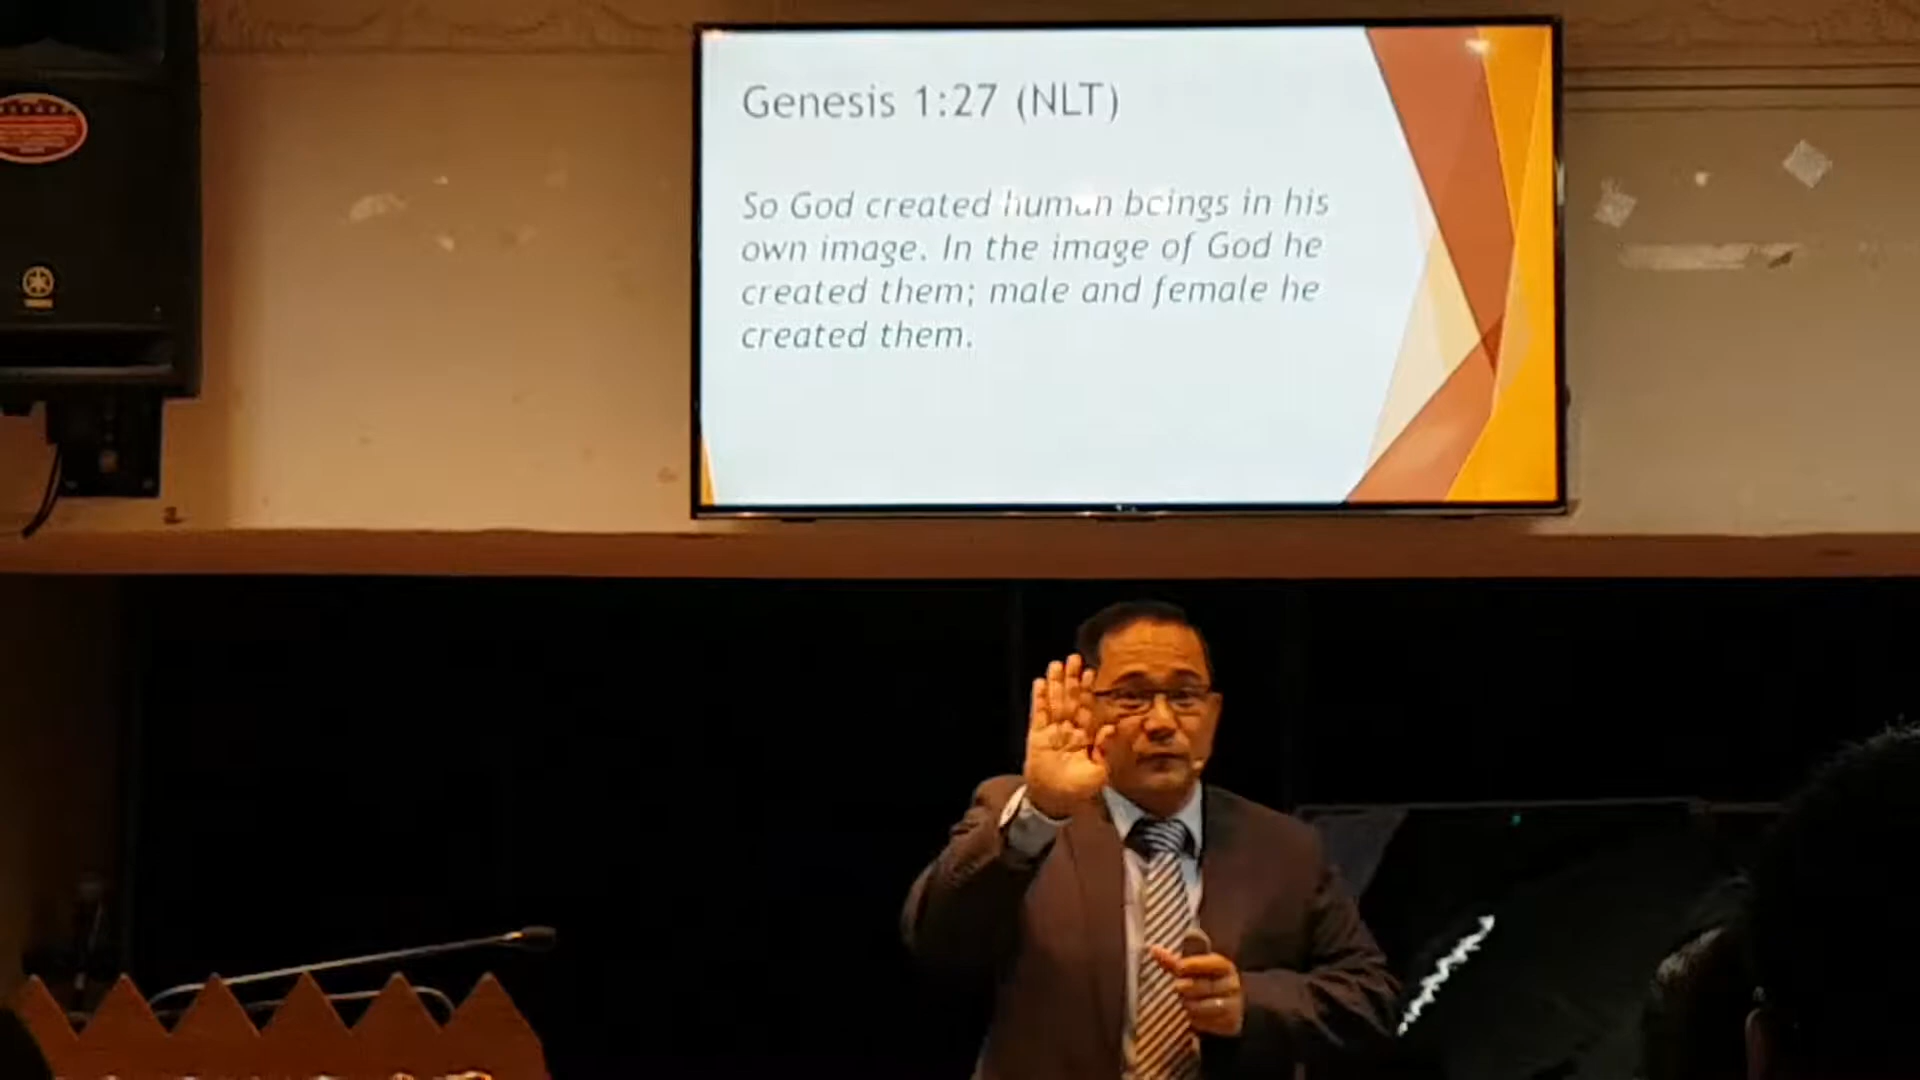 Genesis 1:27 (NLT)
So God created human beings in his
own image. In the image of God he
created them; male and female he
created them.